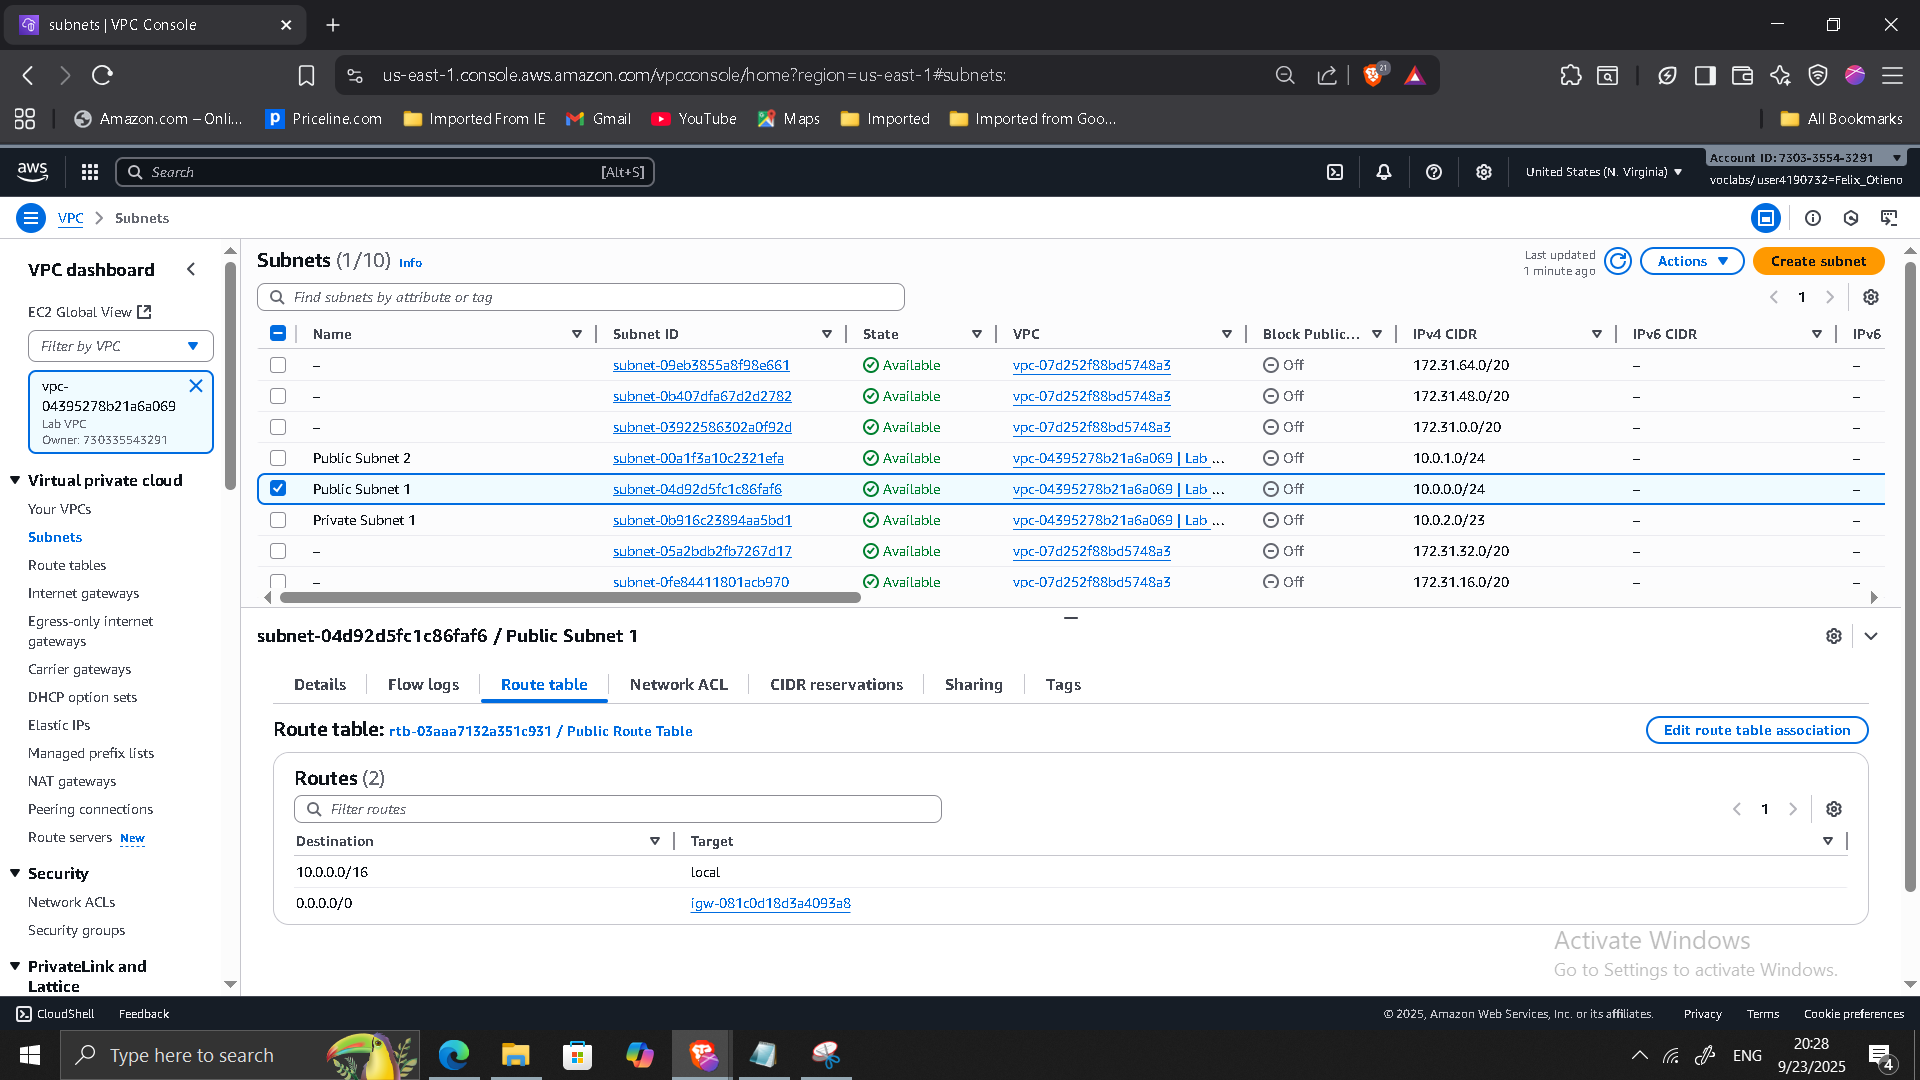 subnets | VPC Console
us-east-1.console.aws.amazon.com/vpcconsole/home?region=us-east-1#subnets:
21
Amazon.com – Onli...
Priceline.com
Imported From IE
Gmail
YouTube
Maps
Imported
Imported from Goo...
All Bookmarks
aws
Search
[Alt+S]
United States (N. Virginia)
Account ID: 7303-3554-3291
voclabs/user4190732=Felix_Otieno
VPC
Subnets
VPC dashboard
EC2 Global View
Filter by VPC
vpc-
04395278b21a6a069
Lab VPC
Owner: 730335543291
Virtual private cloud
Your VPCs
Subnets
Route tables
Internet gateways
Egress-only internet
gateways
Carrier gateways
DHCP option sets
Elastic IPs
Managed prefix lists
NAT gateways
Peering connections
Route servers New
Security
Network ACLs
Security groups
PrivateLink and
Lattice
Subnets (1/10) Info
Last updated
1 minute ago
Actions
Create subnet
Find subnets by attribute or tag
1
Name Subnet ID State VPC Block Public... IPv4 CIDR IPv6 CIDR IPv6
– subnet-09eb3855a8f98e661 Available vpc-07d252f88bd5748a3 Off 172.31.64.0/20 – –
– subnet-0b407dfa67d2d2782 Available vpc-07d252f88bd5748a3 Off 172.31.48.0/20 – –
– subnet-03922586302a0f92d Available vpc-07d252f88bd5748a3 Off 172.31.0.0/20 – –
Public Subnet 2 subnet-00a1f3a10c2321efa Available vpc-04395278b21a6a069 | Lab ... Off 10.0.1.0/24 – –
Public Subnet 1 subnet-04d92d5fc1c86faf6 Available vpc-04395278b21a6a069 | Lab ... Off 10.0.0.0/24 – –
Private Subnet 1 subnet-0b916c23894aa5bd1 Available vpc-04395278b21a6a069 | Lab ... Off 10.0.2.0/23 – –
– subnet-05a2bdb2fb7267d17 Available vpc-07d252f88bd5748a3 Off 172.31.32.0/20 – –
– subnet-0fe84411801acb970 Available vpc-07d252f88bd5748a3 Off 172.31.16.0/20 – –
subnet-04d92d5fc1c86faf6 / Public Subnet 1
Details
Flow logs
Route table
Network ACL
CIDR reservations
Sharing
Tags
Route table: rtb-03aaa7132a351c931 / Public Route Table
Edit route table association
Routes (2)
Filter routes
1
Destination Target
10.0.0.0/16 local
0.0.0.0/0 igw-081c0d18d3a4093a8
Activate Windows
Go to Settings to activate Windows.
CloudShell
Feedback
© 2025, Amazon Web Services, Inc. or its affiliates.
Privacy
Terms
Cookie preferences
Type here to search
ENG
20:28
9/23/2025
4